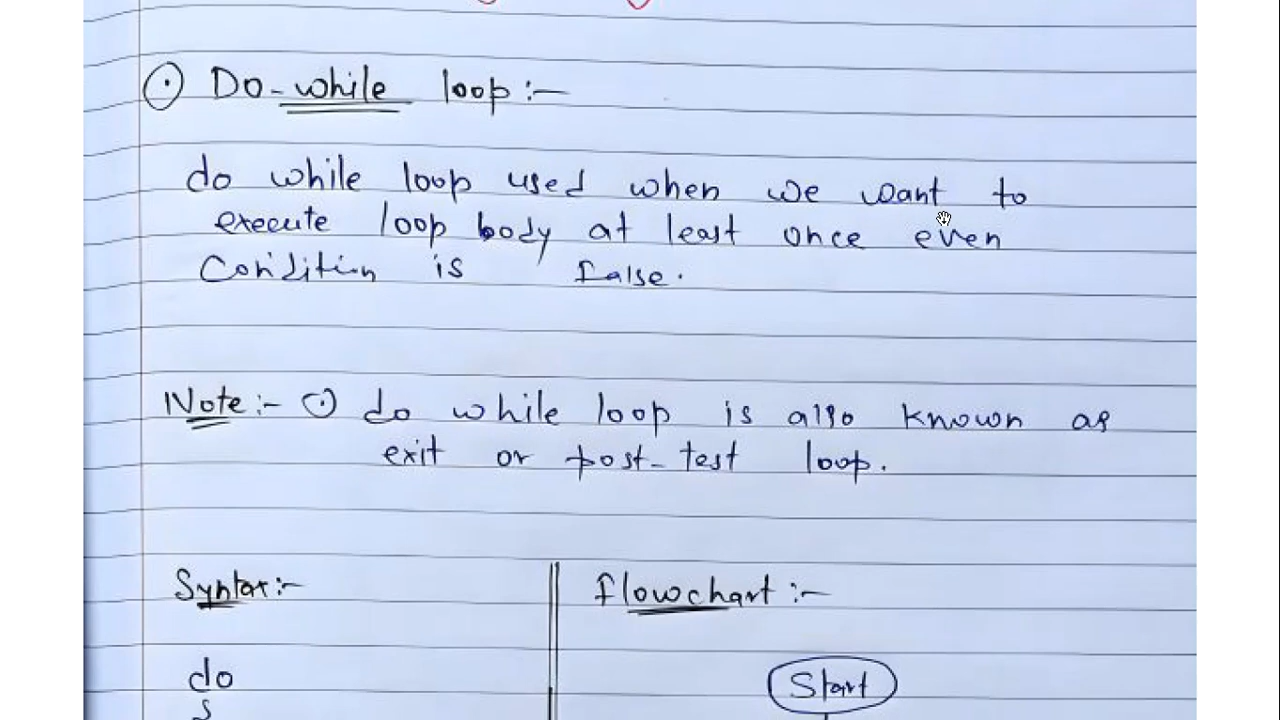 ⊙ Do-while loop :-
do while loop used when we want to
execute loop body at least once even
condition is false.
Note :- ⊙ do while loop is also known as
exit or post-test loop.
Syntax :-
flowchart :-
do
Start
{